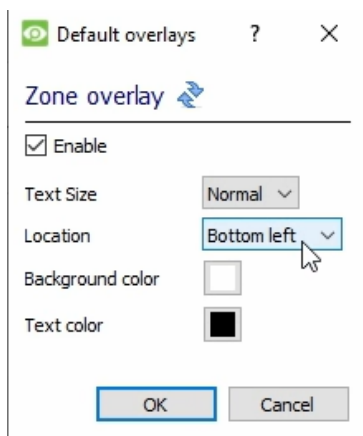 Default overlays ?
Zone overlay
Enable
Text Size Normal
Location Bottom left
Background color
Text color
OK Cancel